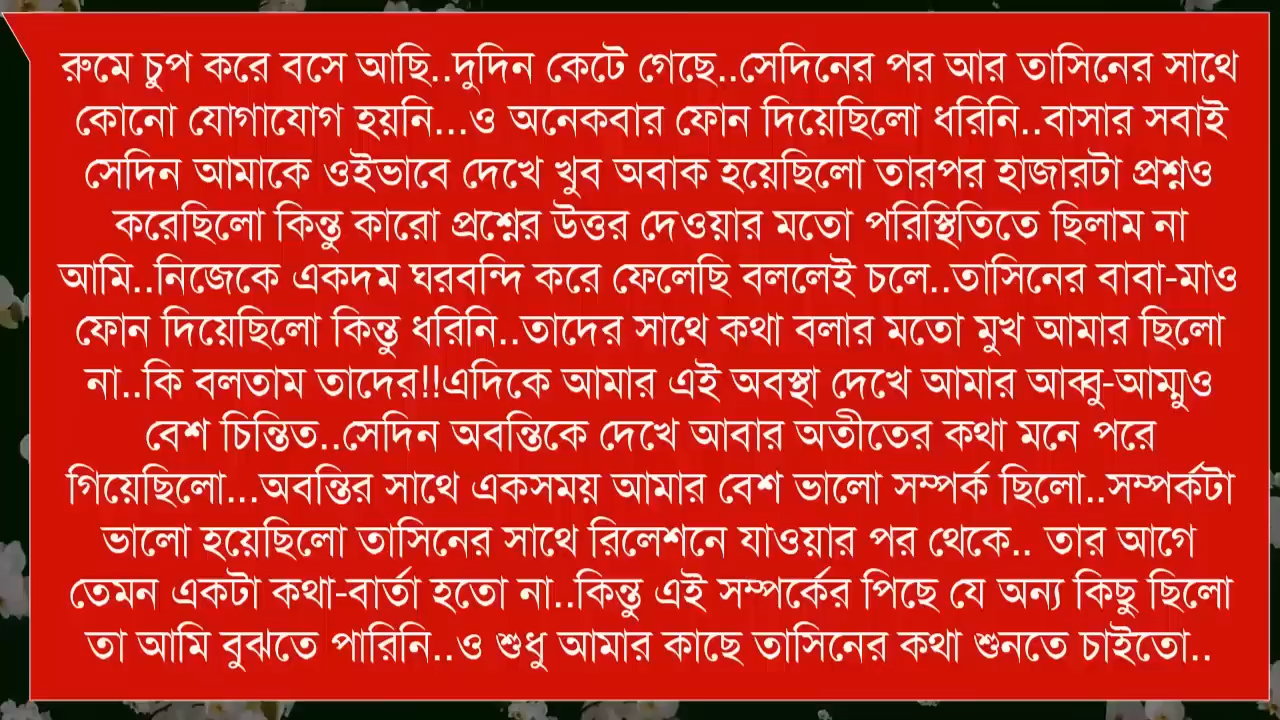 রুমে চুপ করে বসে আছি..দুদিন কেটে গেছে..সেদিনের পর আর তাসিনের সাথে
কোনো যোগাযোগ হয়নি...ও অনেকবার ফোন দিয়েছিলো ধরিনি..বাসার সবাই
সেদিন আমাকে ওইভাবে দেখে খুব অবাক হয়েছিলো তারপর হাজারটা প্রশ্নও
করেছিলো কিন্তু কারো প্রশ্নের উত্তর দেওয়ার মতো পরিস্থিতিতে ছিলাম না
আমি..নিজেকে একদম ঘরবন্দি করে ফেলেছি বললেই চলে..তাসিনের বাবা-মাও
ফোন দিয়েছিলো কিন্তু ধরিনি..তাদের সাথে কথা বলার মতো মুখ আমার ছিলো
না..কি বলতাম তাদের!!এদিকে আমার এই অবস্থা দেখে আমার আব্বু-আম্মুও
বেশ চিন্তিত..সেদিন অবন্তিকে দেখে আবার অতীতের কথা মনে পরে
গিয়েছিলো...অবন্তির সাথে একসময় আমার বেশ ভালো সম্পর্ক ছিলো..সম্পর্কটা
ভালো হয়েছিলো তাসিনের সাথে রিলেশনে যাওয়ার পর থেকে.. তার আগে
তেমন একটা কথা-বার্তা হতো না..কিন্তু এই সম্পর্কের পিছে যে অন্য কিছু ছিলো
তা আমি বুঝতে পারিনি..ও শুধু আমার কাছে তাসিনের কথা শুনতে চাইতো..